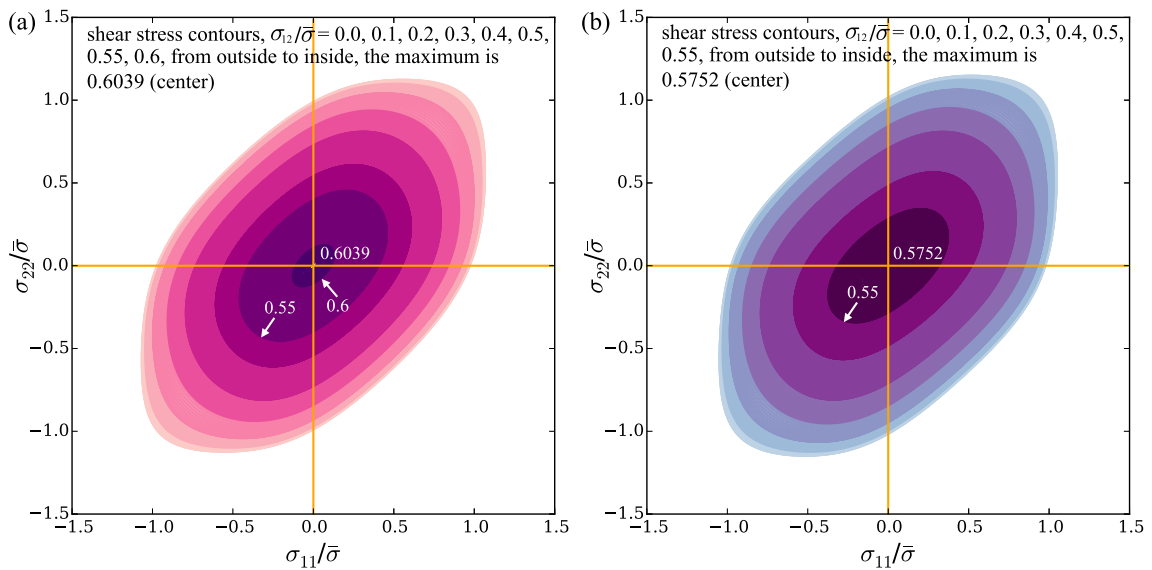 (a)
shear stress contours, σ₁₂/σ̄ = 0.0, 0.1, 0.2, 0.3, 0.4, 0.5,
0.55, 0.6, from outside to inside, the maximum is
0.6039 (center)
1.5
1.0
0.5
0.0
−0.5
−1.0
−1.5
σ₂₂/σ̄
0.6039
0.55
0.6
−1.5
−1.0
−0.5
0.0
0.5
1.0
1.5
σ₁₁/σ̄
(b)
shear stress contours, σ₁₂/σ̄ = 0.0, 0.1, 0.2, 0.3, 0.4, 0.5,
0.55, from outside to inside, the maximum is
0.5752 (center)
1.5
1.0
0.5
0.0
−0.5
−1.0
−1.5
σ₂₂/σ̄
0.5752
0.55
−1.5
−1.0
−0.5
0.0
0.5
1.0
1.5
σ₁₁/σ̄